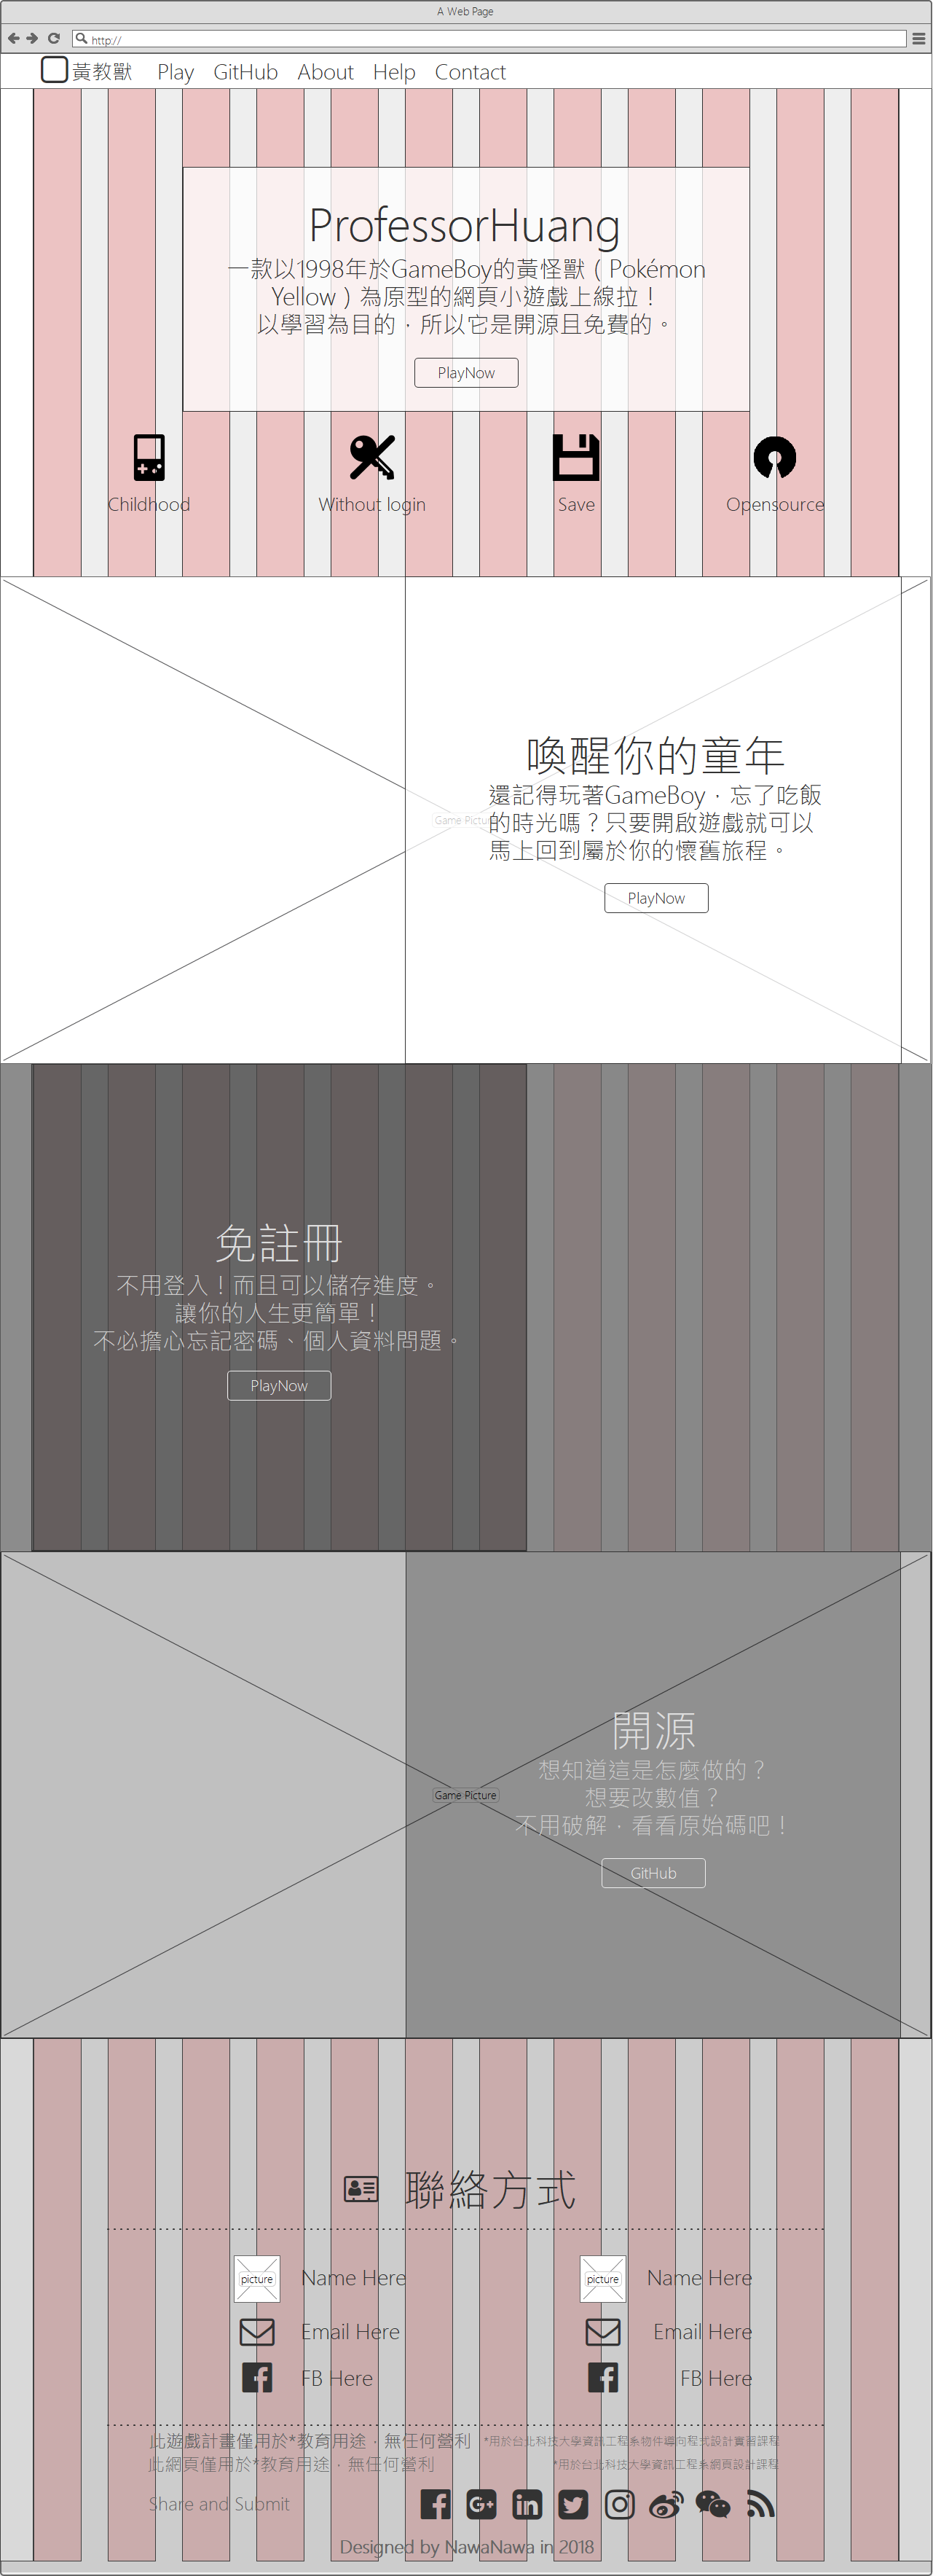 A Web Page
http://
黃教獸 Play GitHub About Help Contact
ProfessorHuang
一款以1998年於GameBoy的黃怪獸（Pokémon
Yellow）為原型的網頁小遊戲上線拉！
以學習為目的，所以它是開源且免費的。
PlayNow
Childhood Without login Save Opensource
喚醒你的童年
還記得玩著GameBoy，忘了吃飯
的時光嗎？只要開啟遊戲就可以
馬上回到屬於你的懷舊旅程。
Game Picture
PlayNow
免註冊
不用登入！而且可以儲存進度。
讓你的人生更簡單！
不必擔心忘記密碼、個人資料問題。
PlayNow
開源
想知道這是怎麼做的？
想要改數值？
不用破解，看看原始碼吧！
Game Picture
GitHub
聯絡方式
picture Name Here picture Name Here
Email Here Email Here
FB Here FB Here
此遊戲計畫僅用於*教育用途，無任何營利 *用於台北科技大學資訊工程系物件導向程式設計實習課程
此網頁僅用於*教育用途，無任何營利 *用於台北科技大學資訊工程系網頁設計課程
Share and Submit
Designed by NawaNawa in 2018